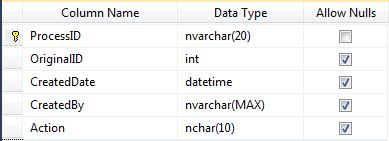 Column Name Data Type Allow Nulls
ProcessID nvarchar(20)
OriginalID int
CreatedDate datetime
CreatedBy nvarchar(MAX)
Action nchar(10)